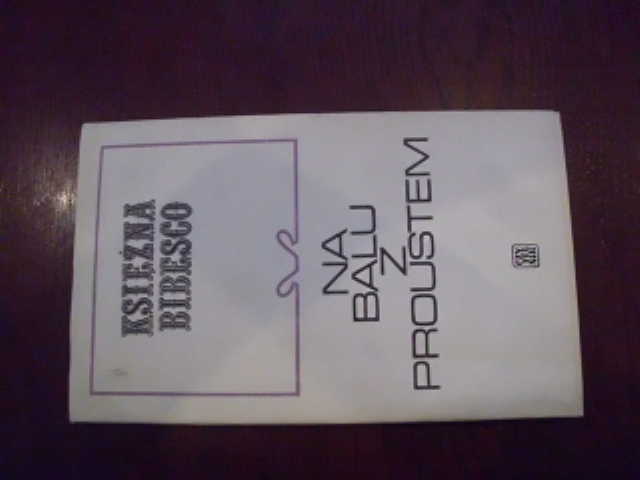 KSIĘŻNA
BIBESCO
NA
BALU
Z
PROUSTEM